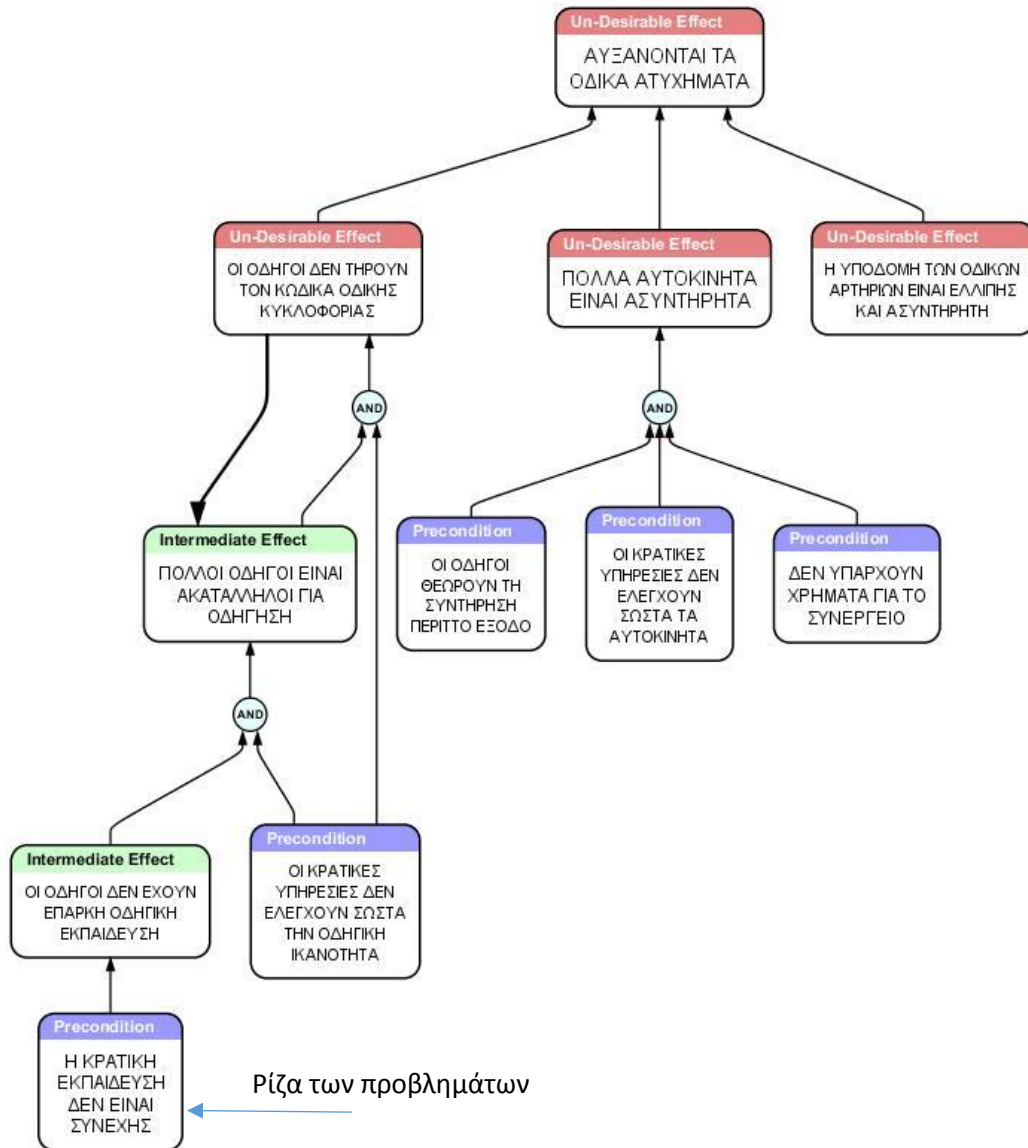 Un-Desirable Effect
ΑΥΞΑΝΟΝΤΑΙ ΤΑ
ΟΔΙΚΑ ΑΤΥΧΗΜΑΤΑ
Un-Desirable Effect
ΟΙ ΟΔΗΓΟΙ ΔΕΝ ΤΗΡΟΥΝ
ΤΟΝ ΚΩΔΙΚΑ ΟΔΙΚΗΣ
ΚΥΚΛΟΦΟΡΙΑΣ
Un-Desirable Effect
ΠΟΛΛΑ ΑΥΤΟΚΙΝΗΤΑ
ΕΙΝΑΙ ΑΣΥΝΤΗΡΗΤΑ
Un-Desirable Effect
Η ΥΠΟΔΟΜΗ ΤΩΝ ΟΔΙΚΩΝ
ΑΡΤΗΡΙΩΝ ΕΙΝΑΙ ΕΛΛΙΠΗΣ
ΚΑΙ ΑΣΥΝΤΗΡΗΤΗ
AND
AND
Intermediate Effect
ΠΟΛΛΟΙ ΟΔΗΓΟΙ ΕΙΝΑΙ
ΑΚΑΤΑΛΛΗΛΟΙ ΓΙΑ
ΟΔΗΓΗΣΗ
Precondition
ΟΙ ΟΔΗΓΟΙ
ΘΕΩΡΟΥΝ ΤΗ
ΣΥΝΤΗΡΗΣΗ
ΠΕΡΙΤΤΟ ΕΞΟΔΟ
Precondition
ΟΙ ΚΡΑΤΙΚΕΣ
ΥΠΗΡΕΣΙΕΣ ΔΕΝ
ΕΛΕΓΧΟΥΝ
ΣΩΣΤΑ ΤΑ
ΑΥΤΟΚΙΝΗΤΑ
Precondition
ΔΕΝ ΥΠΑΡΧΟΥΝ
ΧΡΗΜΑΤΑ ΓΙΑ ΤΟ
ΣΥΝΕΡΓΕΙΟ
AND
Intermediate Effect
ΟΙ ΟΔΗΓΟΙ ΔΕΝ ΕΧΟΥΝ
ΕΠΑΡΚΗ ΟΔΗΓΙΚΗ
ΕΚΠΑΙΔΕΥΣΗ
Precondition
ΟΙ ΚΡΑΤΙΚΕΣ
ΥΠΗΡΕΣΙΕΣ ΔΕΝ
ΕΛΕΓΧΟΥΝ ΣΩΣΤΑ
ΤΗΝ ΟΔΗΓΙΚΗ
ΙΚΑΝΟΤΗΤΑ
Precondition
Η ΚΡΑΤΙΚΗ
ΕΚΠΑΙΔΕΥΣΗ
ΔΕΝ ΕΙΝΑΙ
ΣΥΝΕΧΗΣ
Ρίζα των προβλημάτων